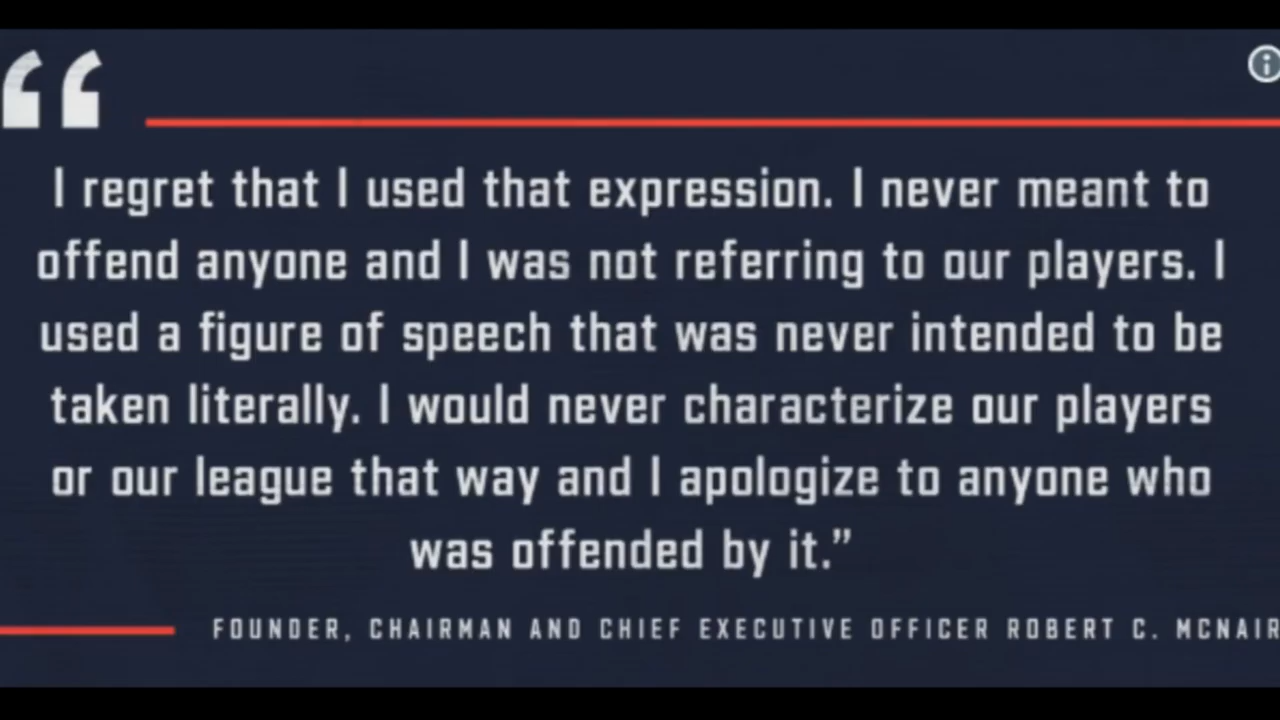 “
I regret that I used that expression. I never meant to
offend anyone and I was not referring to our players. I
used a figure of speech that was never intended to be
taken literally. I would never characterize our players
or our league that way and I apologize to anyone who
was offended by it.”
FOUNDER, CHAIRMAN AND CHIEF EXECUTIVE OFFICER ROBERT C. MCNAIR